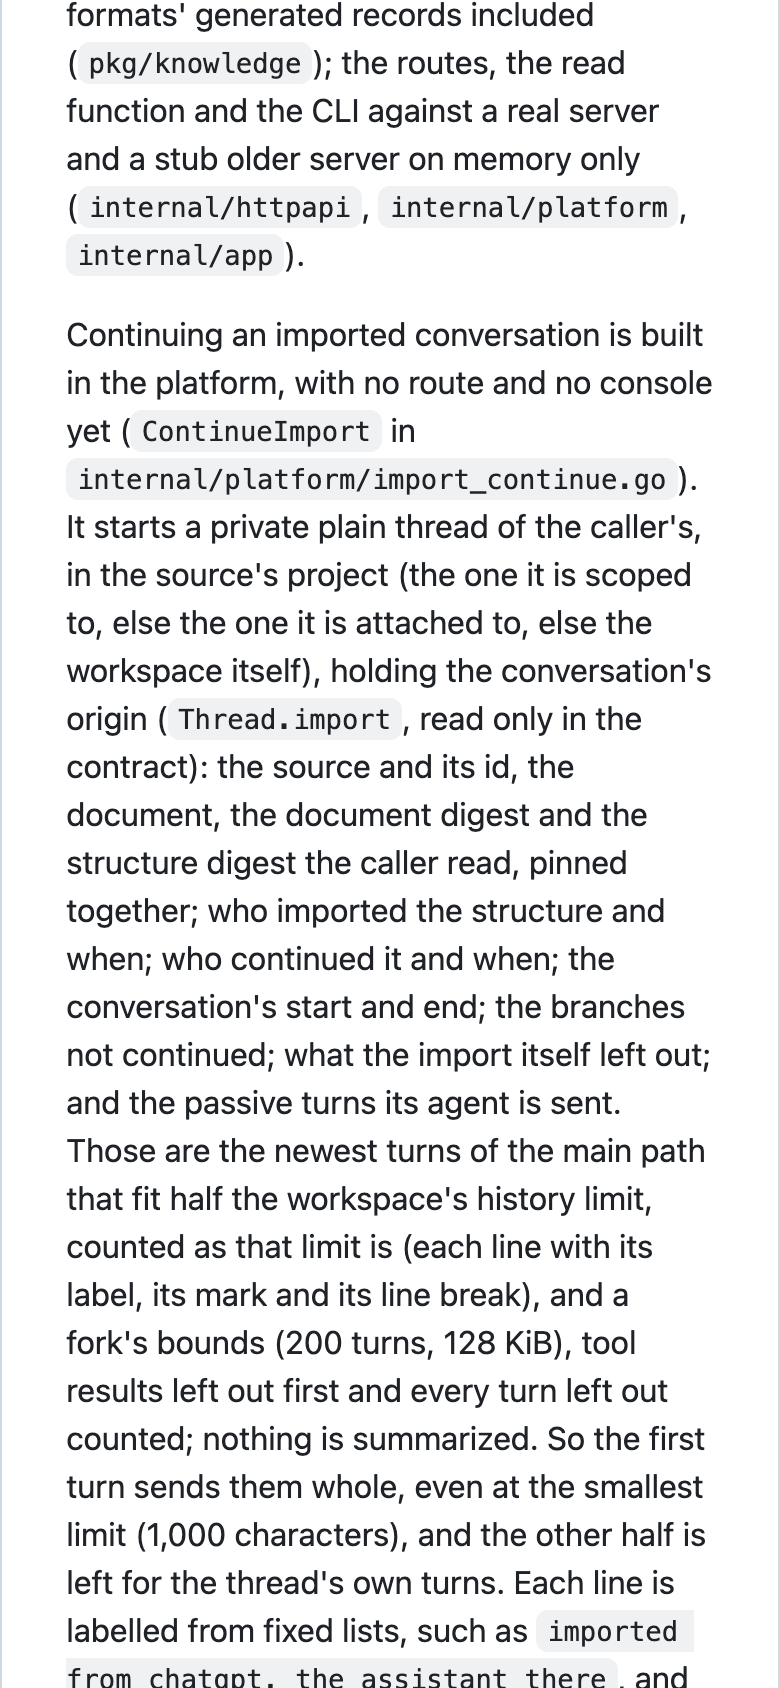 formats' generated records included
(pkg/knowledge); the routes, the read
function and the CLI against a real server
and a stub older server on memory only
(internal/httpapi, internal/platform,
internal/app).
Continuing an imported conversation is built
in the platform, with no route and no console
yet (ContinueImport in
internal/platform/import_continue.go).
It starts a private plain thread of the caller's,
in the source's project (the one it is scoped
to, else the one it is attached to, else the
workspace itself), holding the conversation's
origin (Thread.import, read only in the
contract): the source and its id, the
document, the document digest and the
structure digest the caller read, pinned
together; who imported the structure and
when; who continued it and when; the
conversation's start and end; the branches
not continued; what the import itself left out;
and the passive turns its agent is sent.
Those are the newest turns of the main path
that fit half the workspace's history limit,
counted as that limit is (each line with its
label, its mark and its line break), and a
fork's bounds (200 turns, 128 KiB), tool
results left out first and every turn left out
counted; nothing is summarized. So the first
turn sends them whole, even at the smallest
limit (1,000 characters), and the other half is
left for the thread's own turns. Each line is
labelled from fixed lists, such as imported
from chatgpt, the assistant there, and